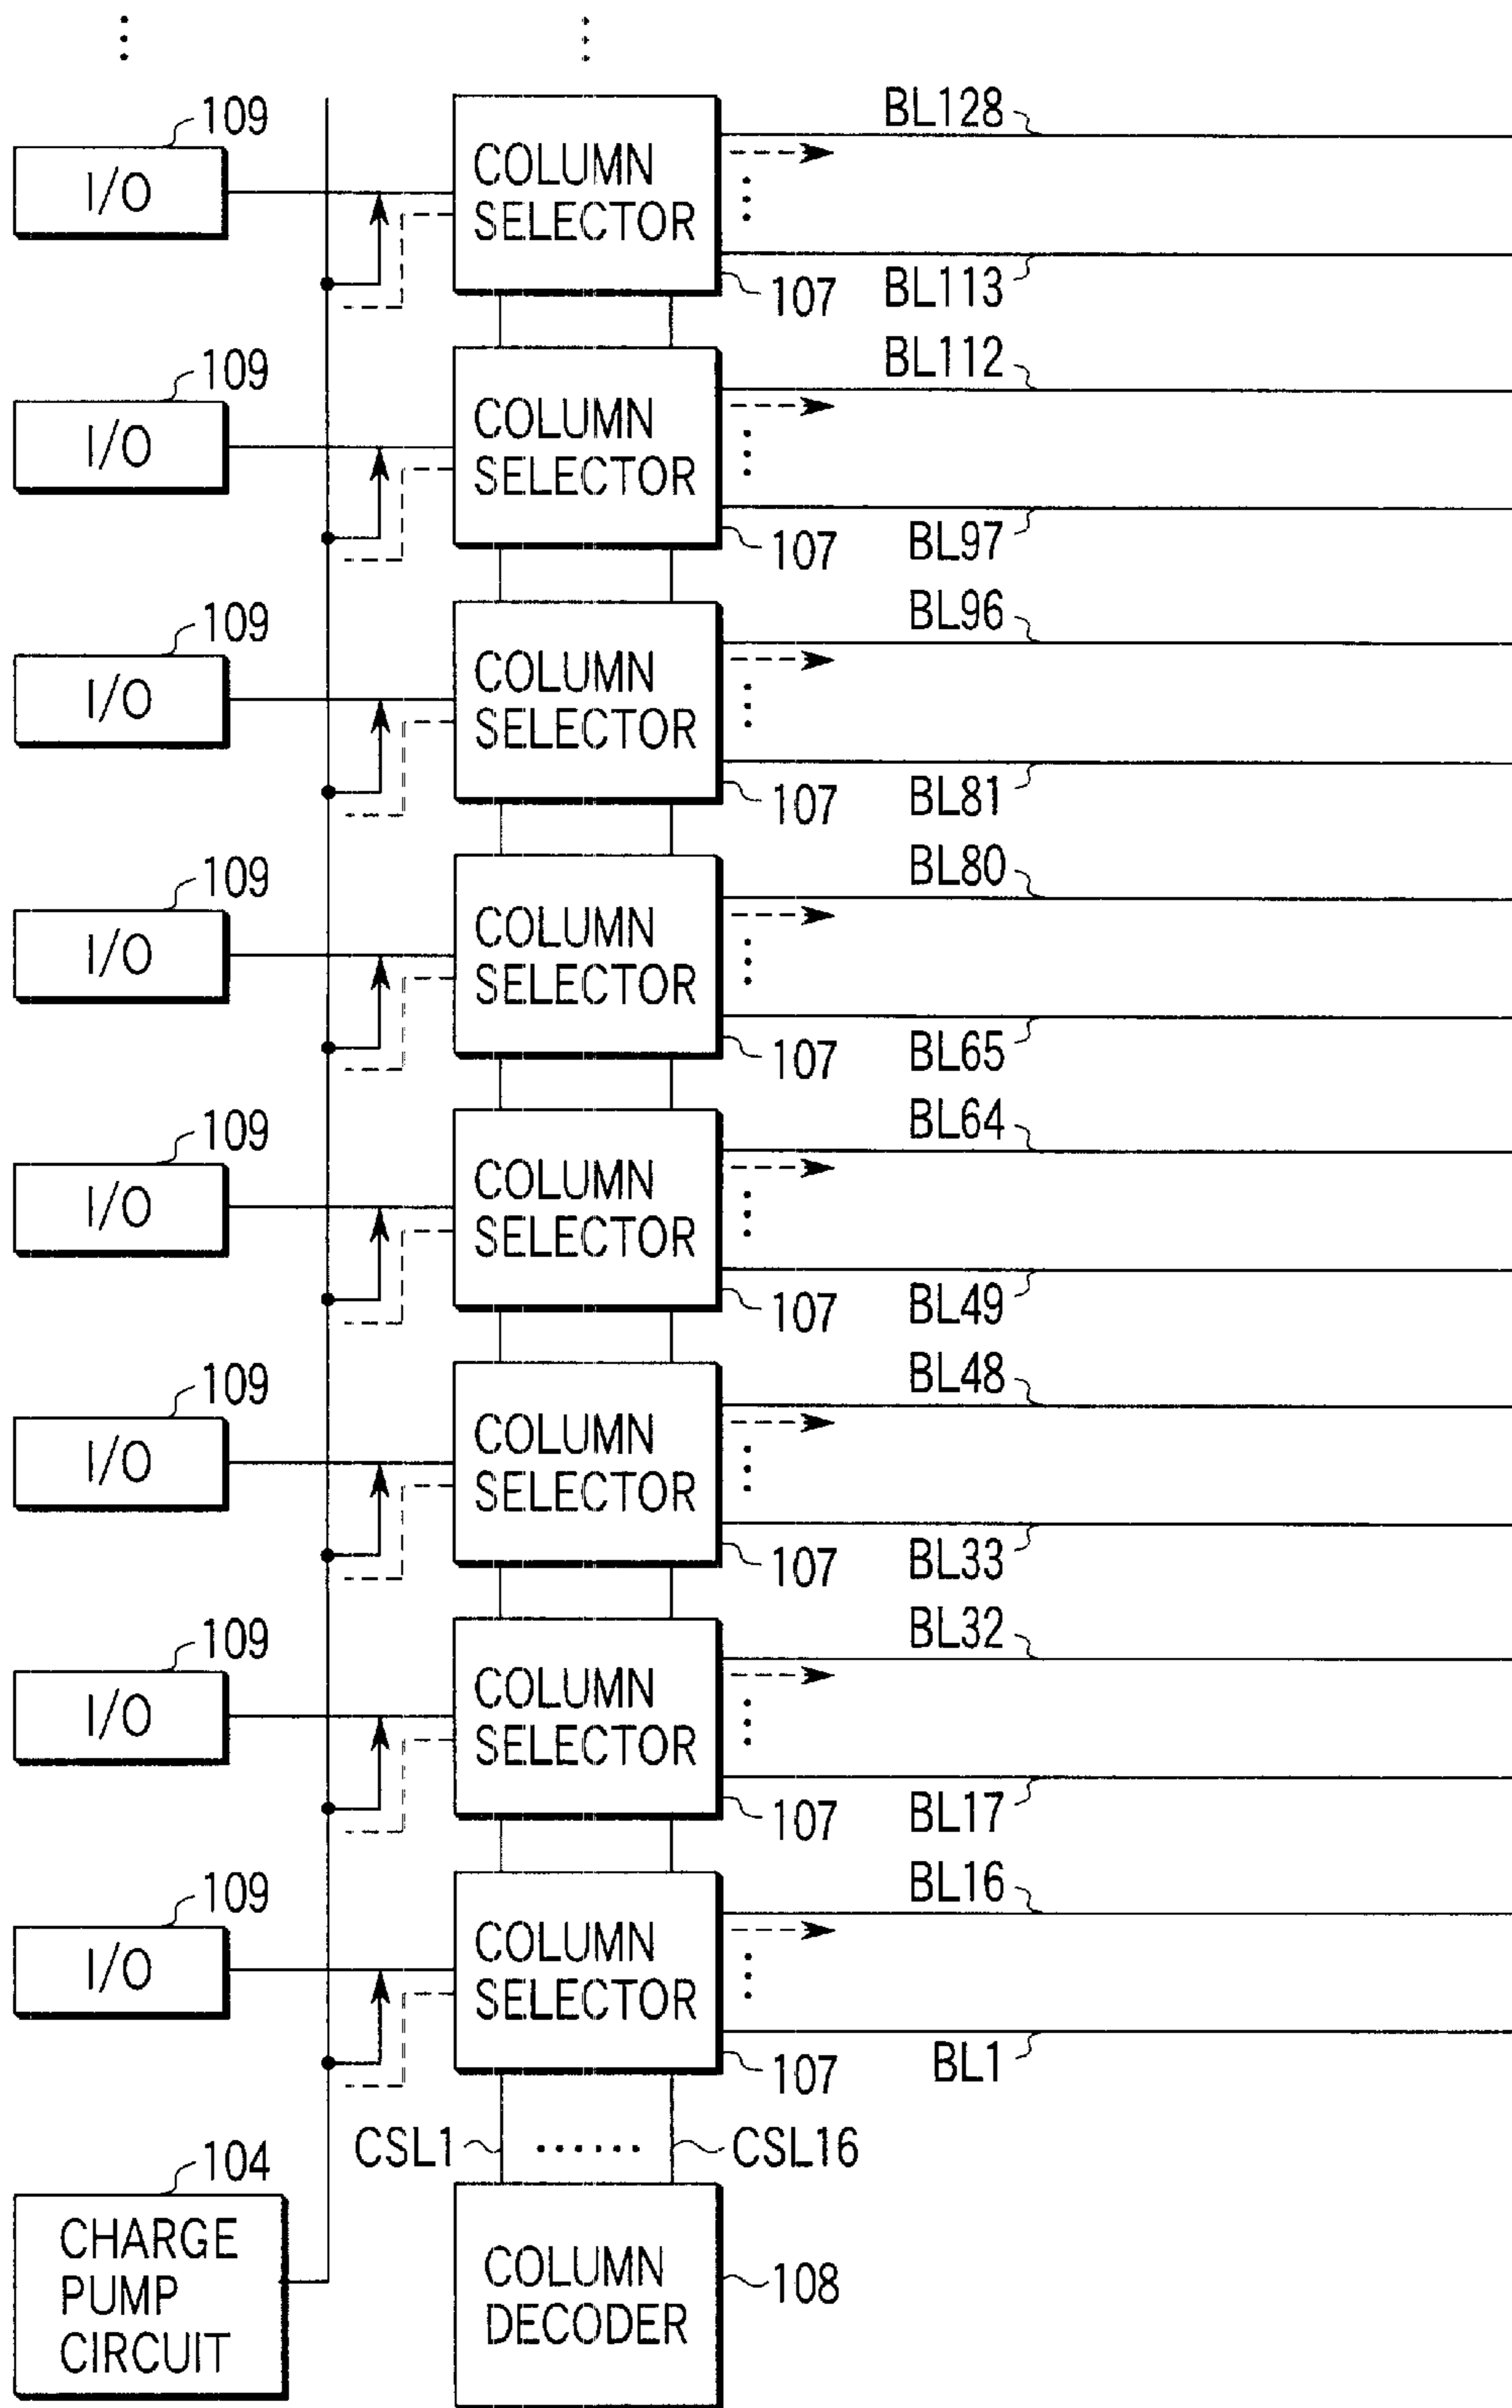 BL128
109
COLUMN
SELECTOR
I/O
BL113
107
BL112
109
COLUMN
SELECTOR
I/O
BL97
107
BL96
109
COLUMN
SELECTOR
I/O
BL81
107
BL80
109
COLUMN
SELECTOR
I/O
BL65
107
BL64
109
COLUMN
SELECTOR
I/O
BL49
107
BL48
109
COLUMN
SELECTOR
I/O
BL33
107
BL32
109
COLUMN
SELECTOR
I/O
BL17
107
BL16
109
COLUMN
SELECTOR
I/O
BL1
107
CSL1
CSL16
104
CHARGE
PUMP
CIRCUIT
COLUMN
DECODER
108